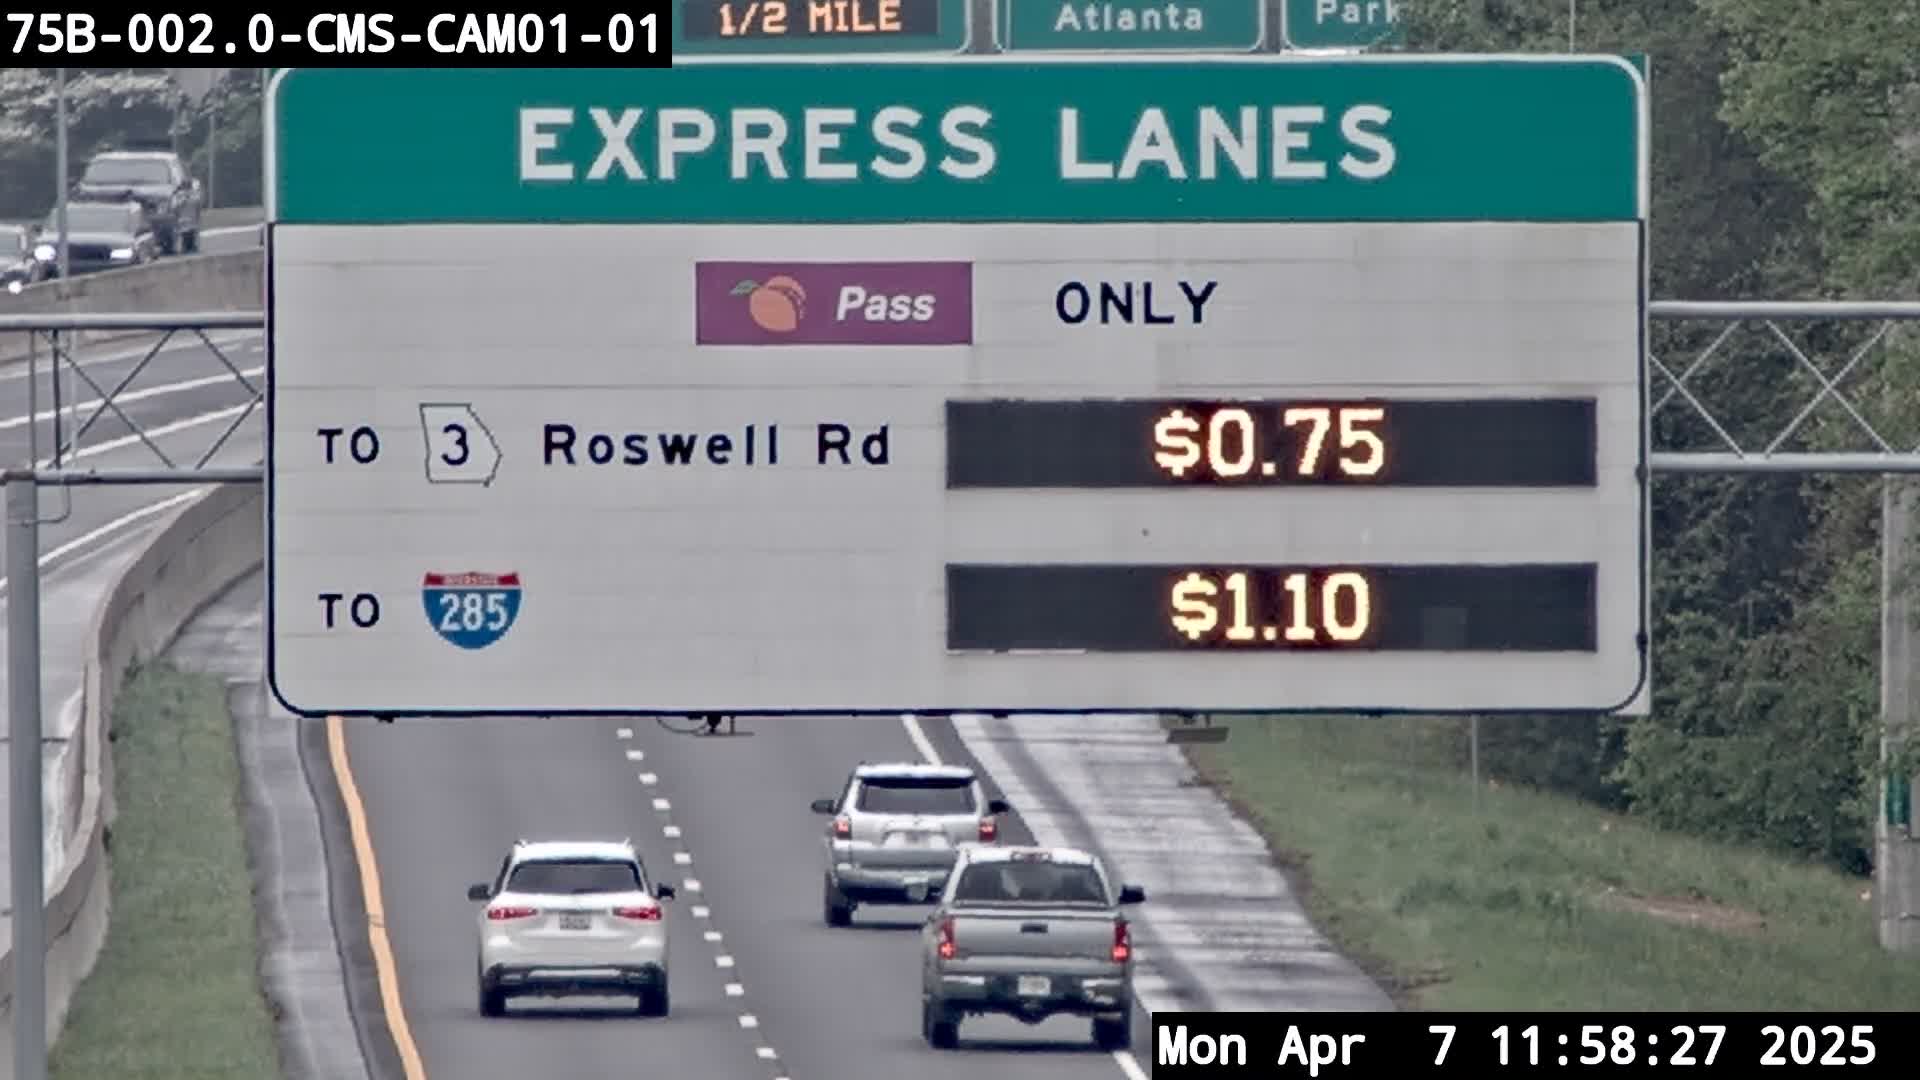 75B-002.0-CMS-CAM01-01
1/2 MILE
Atlanta
Park
EXPRESS LANES
Pass ONLY
TO 3 Roswell Rd $0.75
TO 285 $1.10
Mon Apr 7 11:58:27 2025